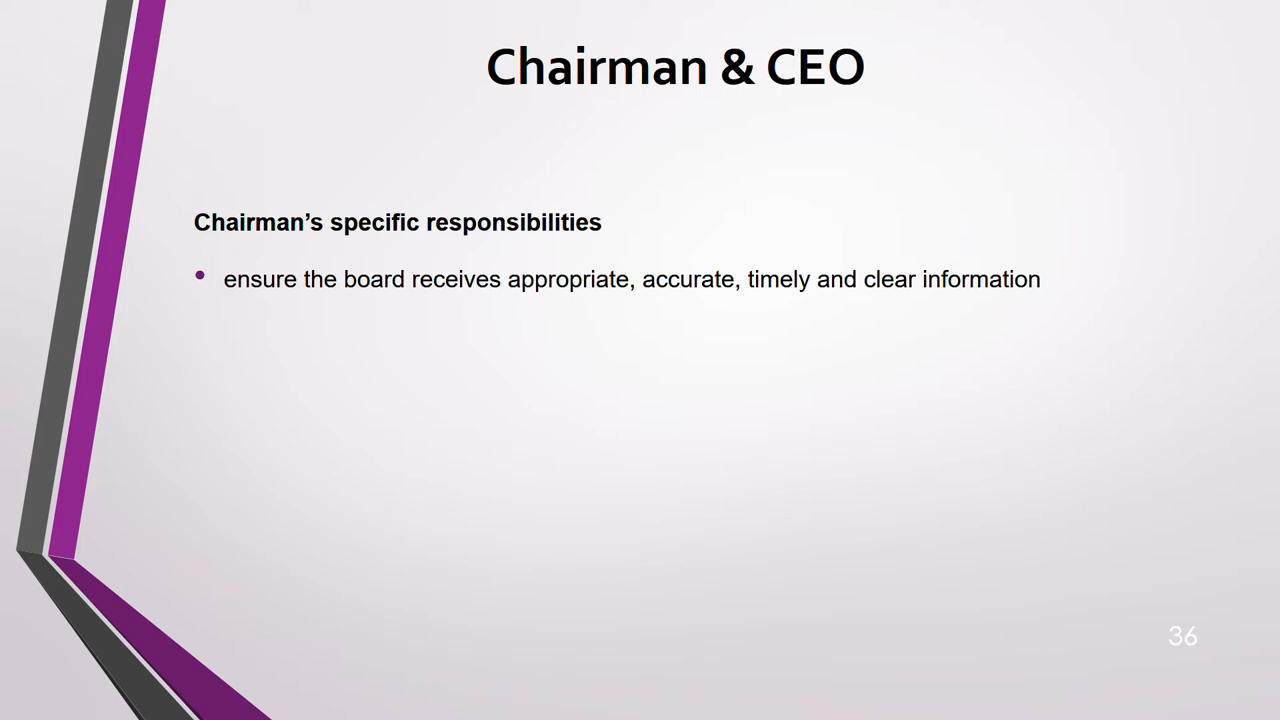 Chairman & CEO
Chairman’s specific responsibilities
• ensure the board receives appropriate, accurate, timely and clear information
36